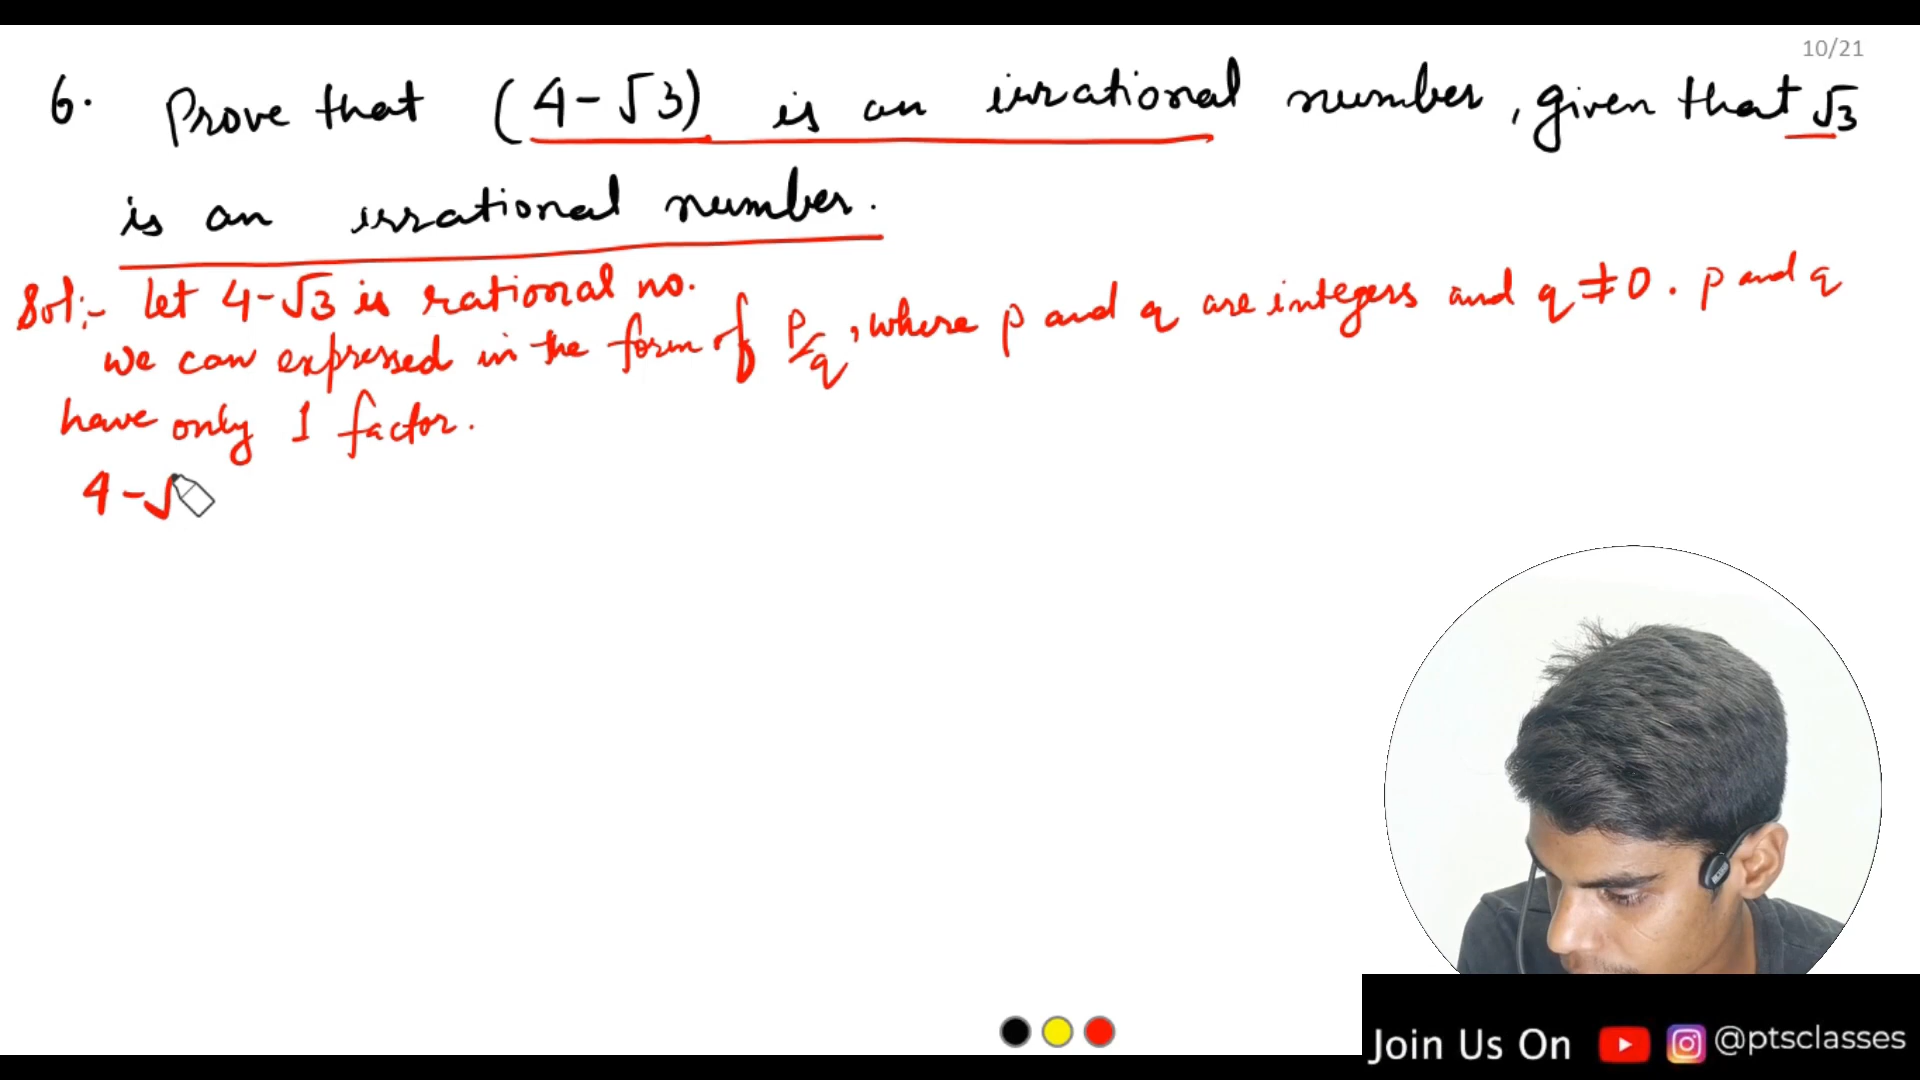 10/21
6. Prove that (4-√3) is an irrational number, given that √3
is an irrational number.
Sol:- let 4-√3 is rational no.
we can expressed in the form of p/q, where p and q are integers and q ≠ 0. p and q
have only 1 factor.
4-√
Join Us On @ptsclasses